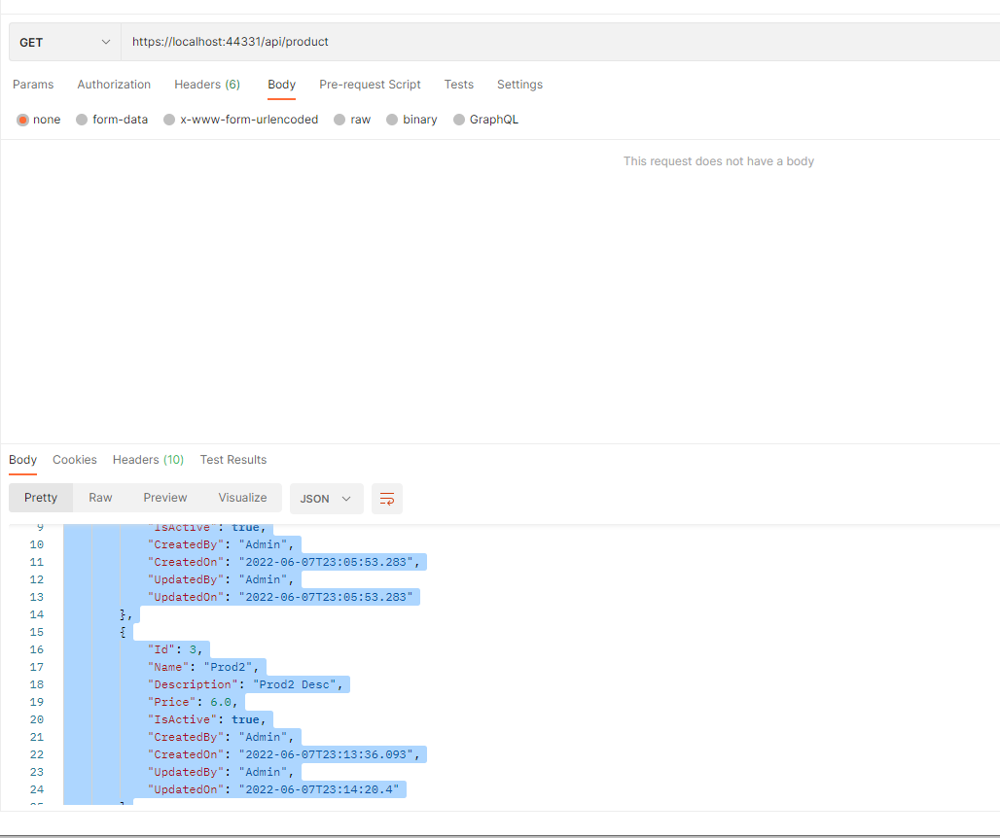 GET https://localhost:44331/api/product
Params Authorization Headers (6) Body Pre-request Script Tests Settings
none form-data x-www-form-urlencoded raw binary GraphQL
This request does not have a body
Body Cookies Headers (10) Test Results
Pretty Raw Preview Visualize JSON
9 "IsActive": true,
10 "CreatedBy": "Admin",
11 "CreatedOn": "2022-06-07T23:05:53.283",
12 "UpdatedBy": "Admin",
13 "UpdatedOn": "2022-06-07T23:05:53.283"
14 },
15 {
16 "Id": 3,
17 "Name": "Prod2",
18 "Description": "Prod2 Desc",
19 "Price": 6.0,
20 "IsActive": true,
21 "CreatedBy": "Admin",
22 "CreatedOn": "2022-06-07T23:13:36.093",
23 "UpdatedBy": "Admin",
24 "UpdatedOn": "2022-06-07T23:14:20.4"